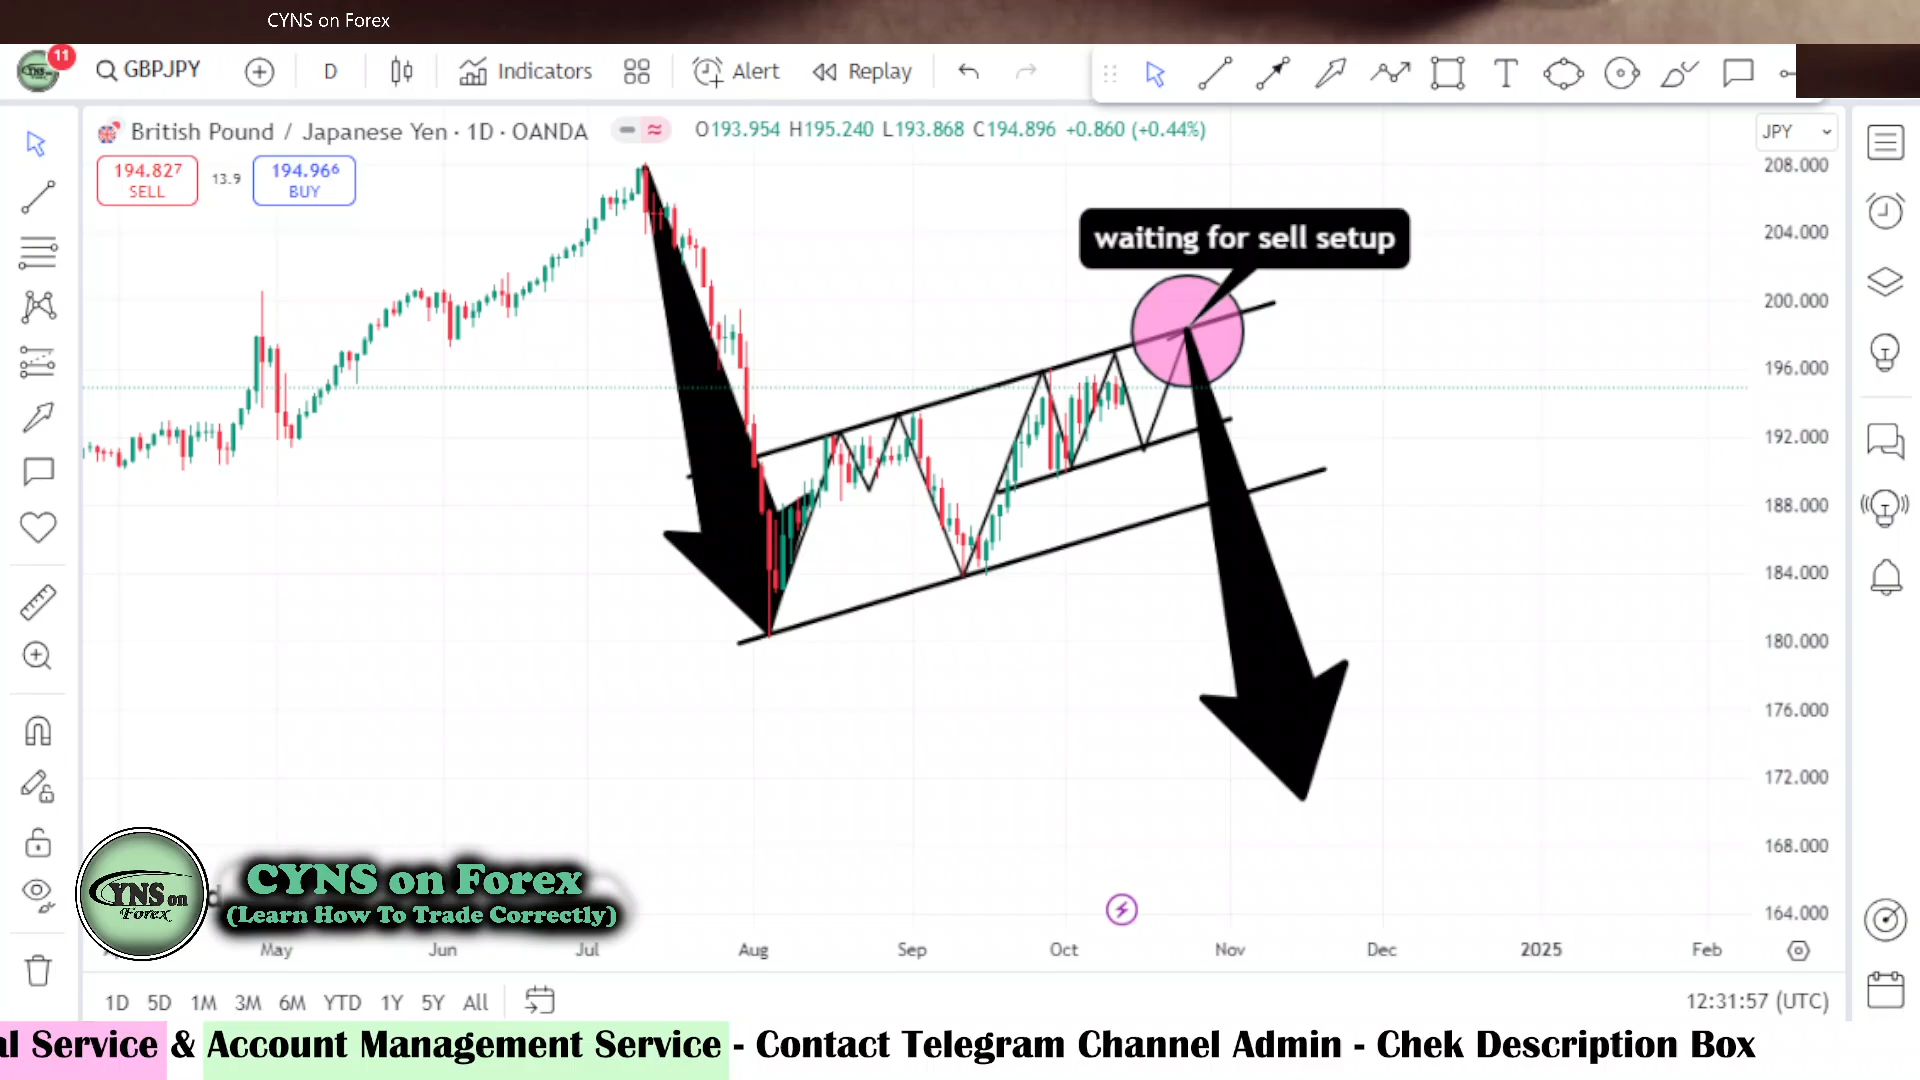 CYNS on Forex
11
GBPJPY
D
Indicators
Alert
Replay
British Pound / Japanese Yen · 1D · OANDA
O193.954 H195.240 L193.868 C194.896 +0.860 (+0.44%)
JPY
194.827
SELL
13.9
194.966
BUY
208.000
204.000
200.000
196.000
192.000
188.000
184.000
180.000
176.000
172.000
168.000
164.000
waiting for sell setup
CYNS on Forex
(Learn How To Trade Correctly)
CYNS on
Forex
May
Jun
Jul
Aug
Sep
Oct
Nov
Dec
2025
Feb
1D 5D 1M 3M 6M YTD 1Y 5Y All
12:31:57 (UTC)
al Service & Account Management Service - Contact Telegram Channel Admin - Chek Description Box